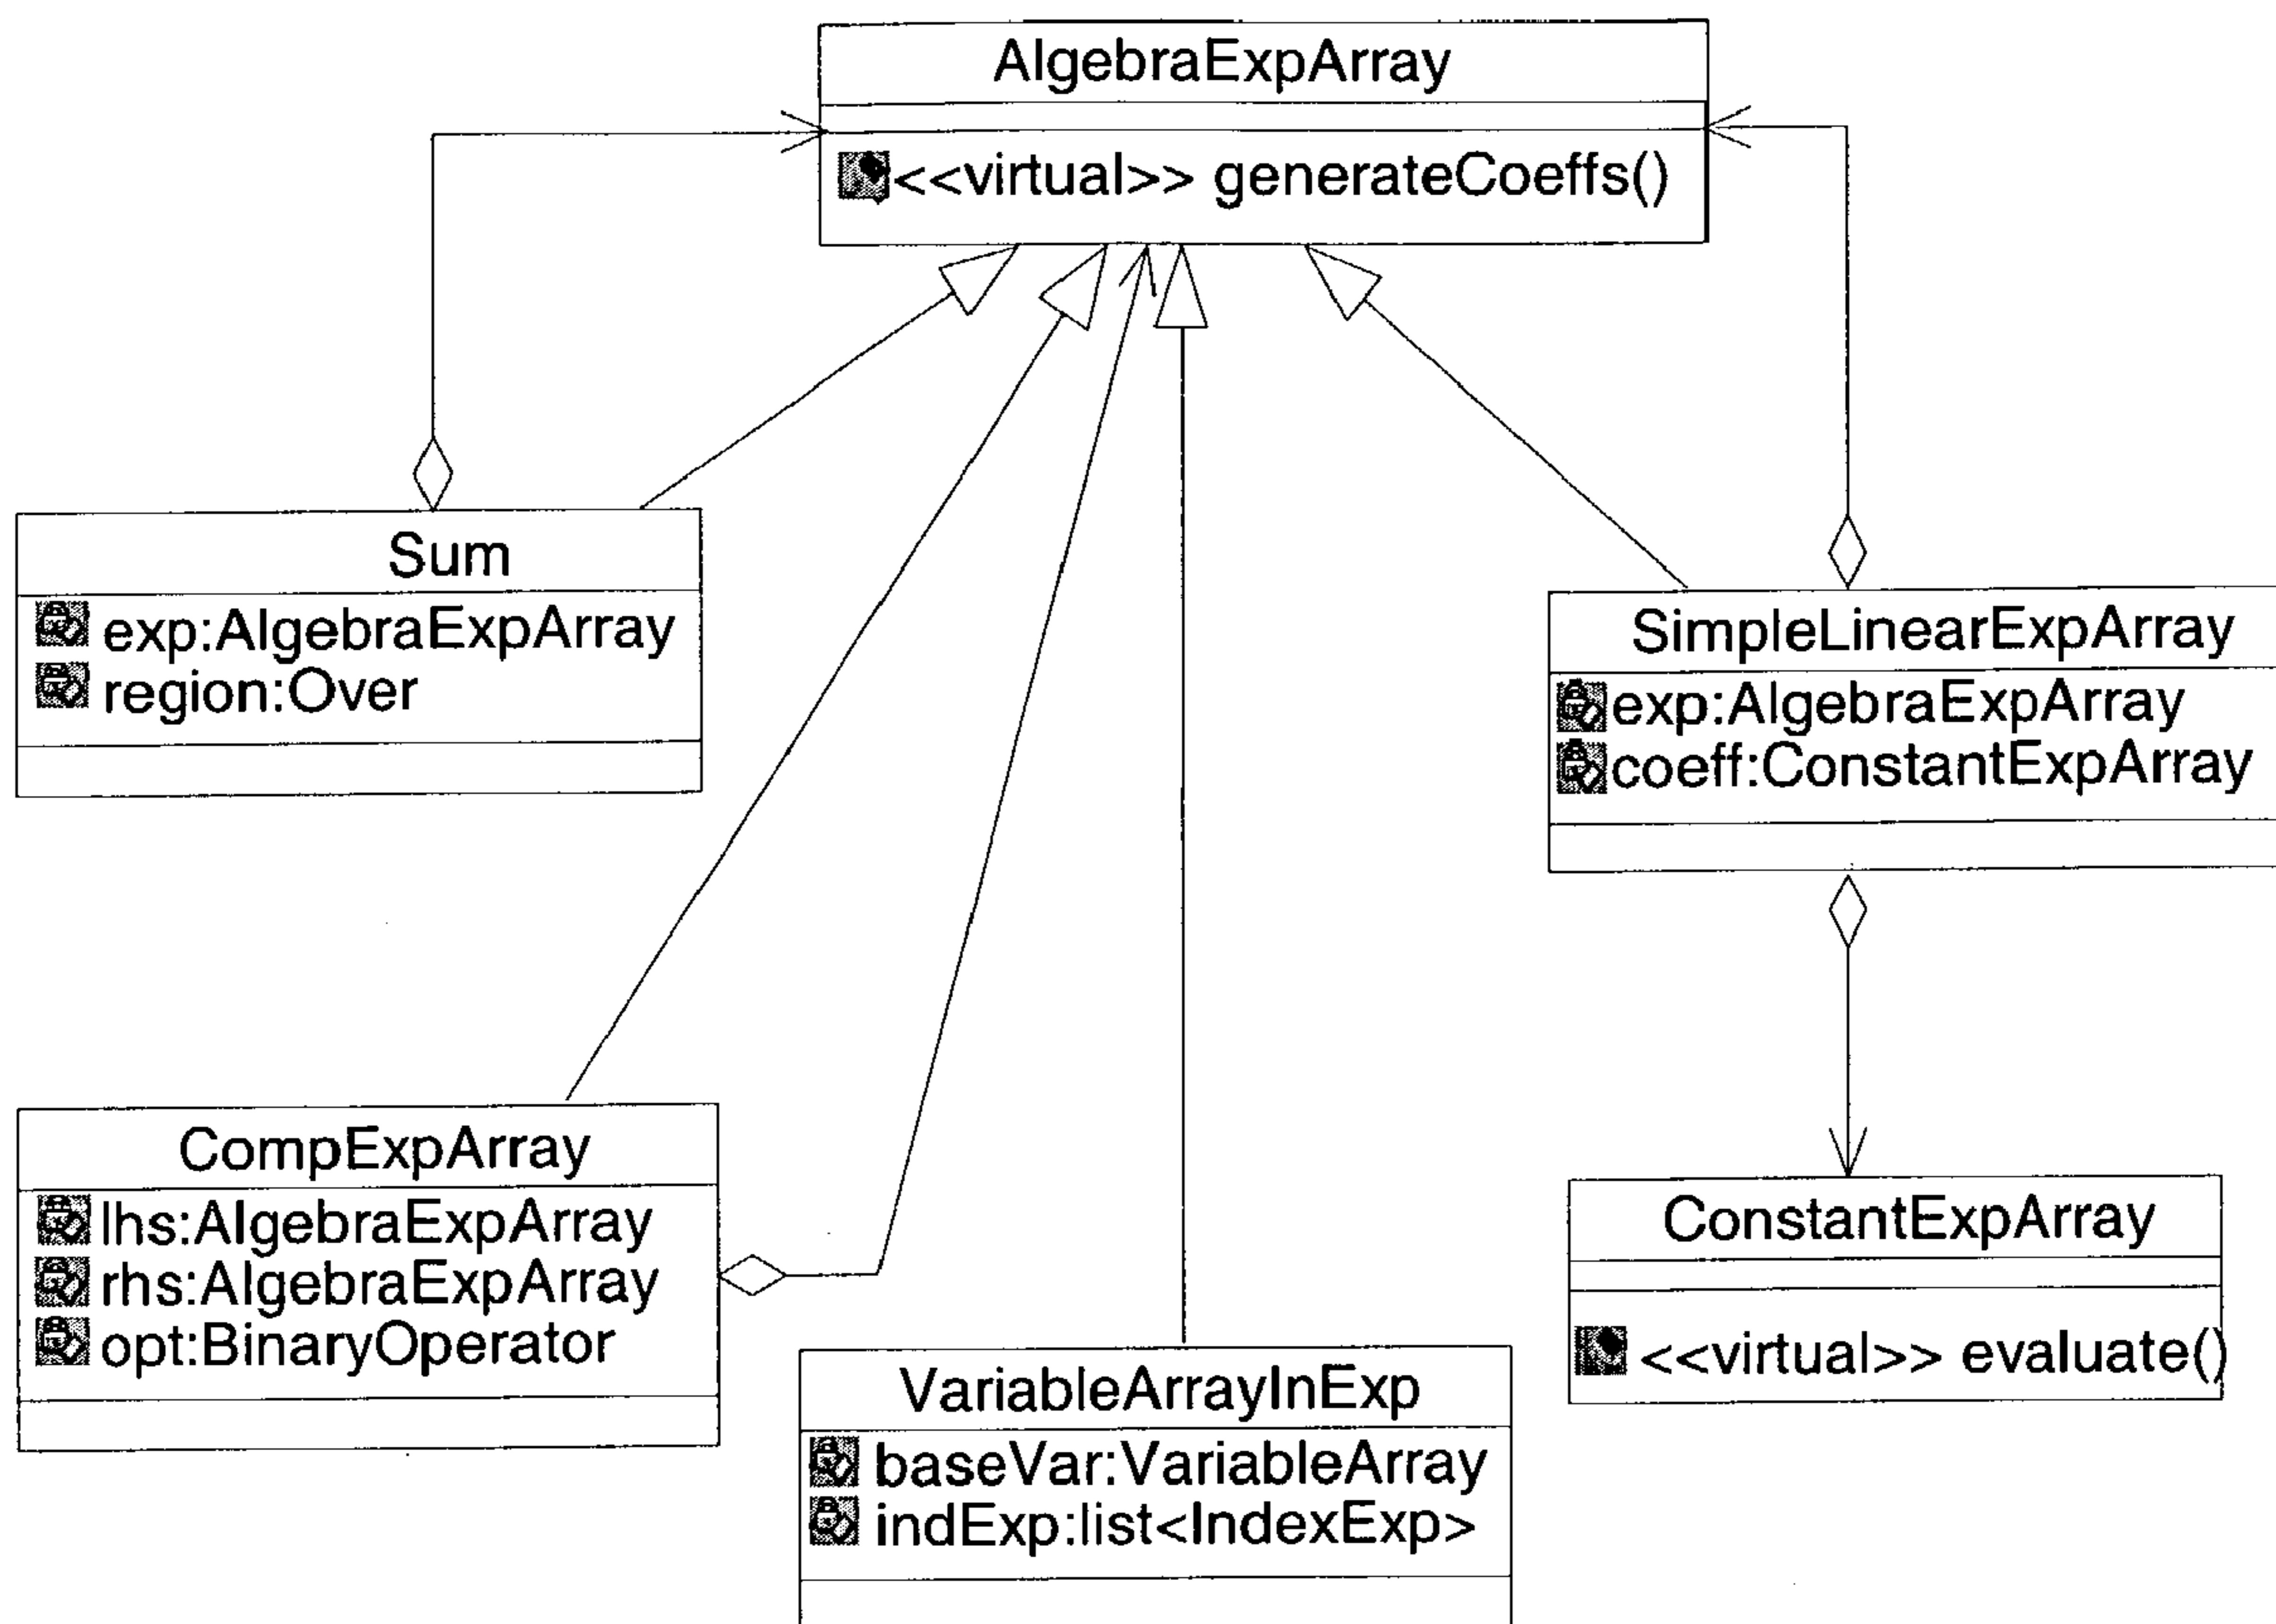 AlgebraExpArray
<<virtual>> generateCoeffs()
Sum
exp:AlgebraExpArray
region:Over
SimpleLinearExpArray
exp:AlgebraExpArray
coeff:ConstantExpArray
CompExpArray
lhs:AlgebraExpArray
rhs:AlgebraExpArray
opt:BinaryOperator
ConstantExpArray
<<virtual>> evaluate()
VariableArrayInExp
baseVar:VariableArray
indExp:list<IndexExp>